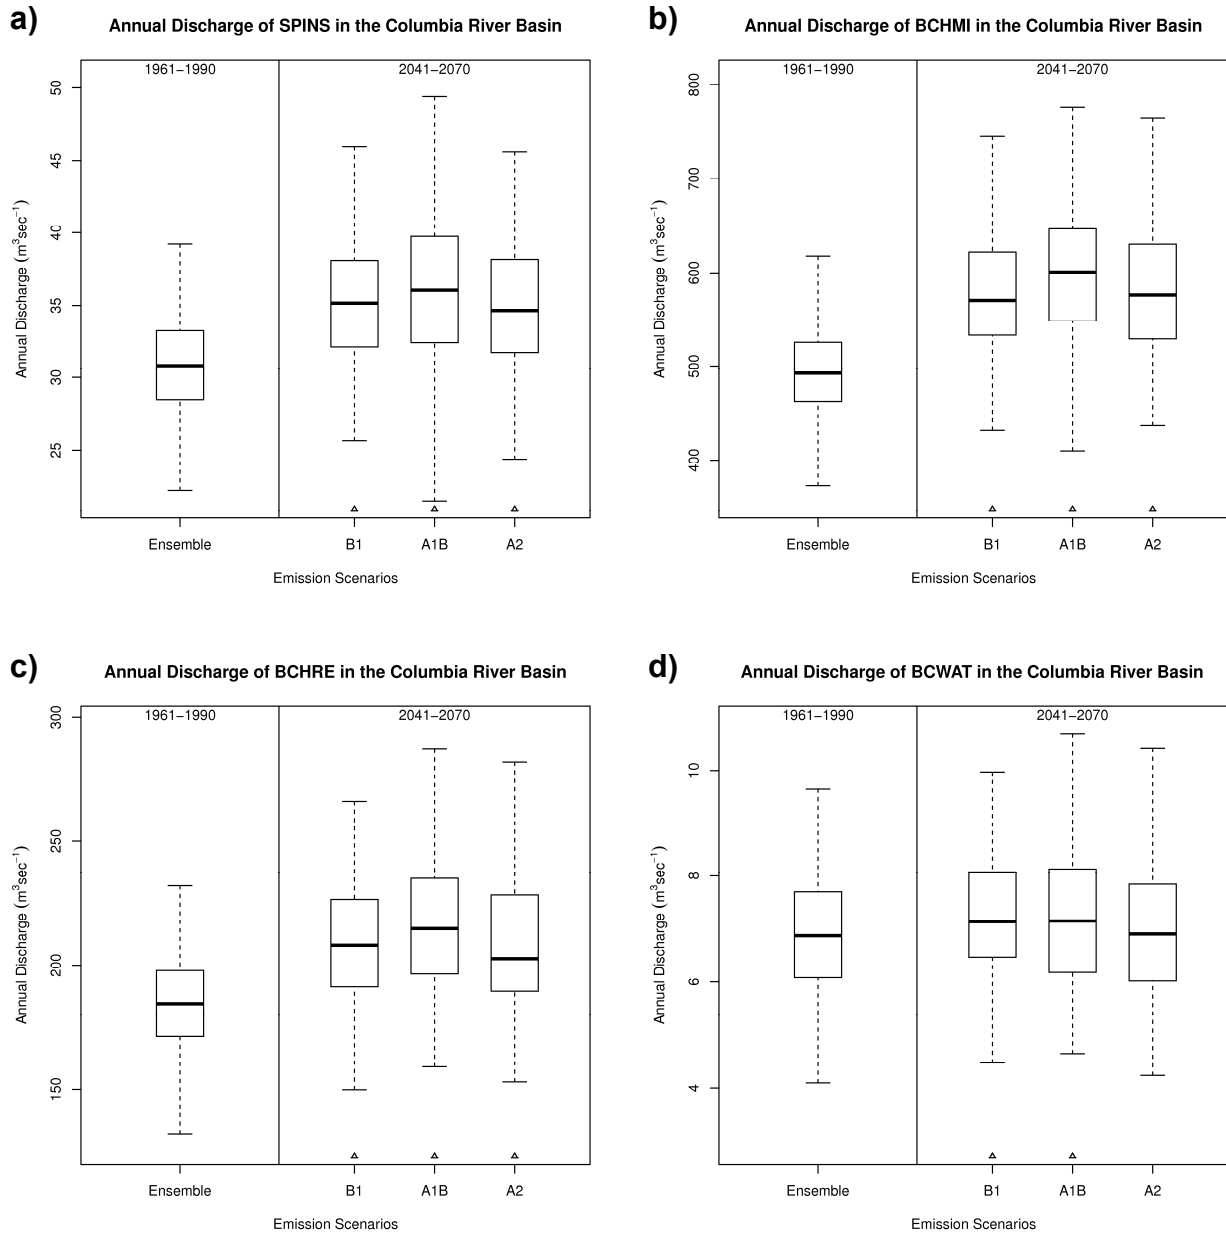 a)
Annual Discharge of SPINS in the Columbia River Basin
1961−1990
2041−2070
50
45
40
35
30
25
Annual Discharge (m³sec⁻¹)
Ensemble
B1
A1B
A2
Emission Scenarios
b)
Annual Discharge of BCHMI in the Columbia River Basin
1961−1990
2041−2070
800
700
600
500
400
Annual Discharge (m³sec⁻¹)
Ensemble
B1
A1B
A2
Emission Scenarios
c)
Annual Discharge of BCHRE in the Columbia River Basin
1961−1990
2041−2070
300
250
200
150
Annual Discharge (m³sec⁻¹)
Ensemble
B1
A1B
A2
Emission Scenarios
d)
Annual Discharge of BCWAT in the Columbia River Basin
1961−1990
2041−2070
10
8
6
4
Annual Discharge (m³sec⁻¹)
Ensemble
B1
A1B
A2
Emission Scenarios